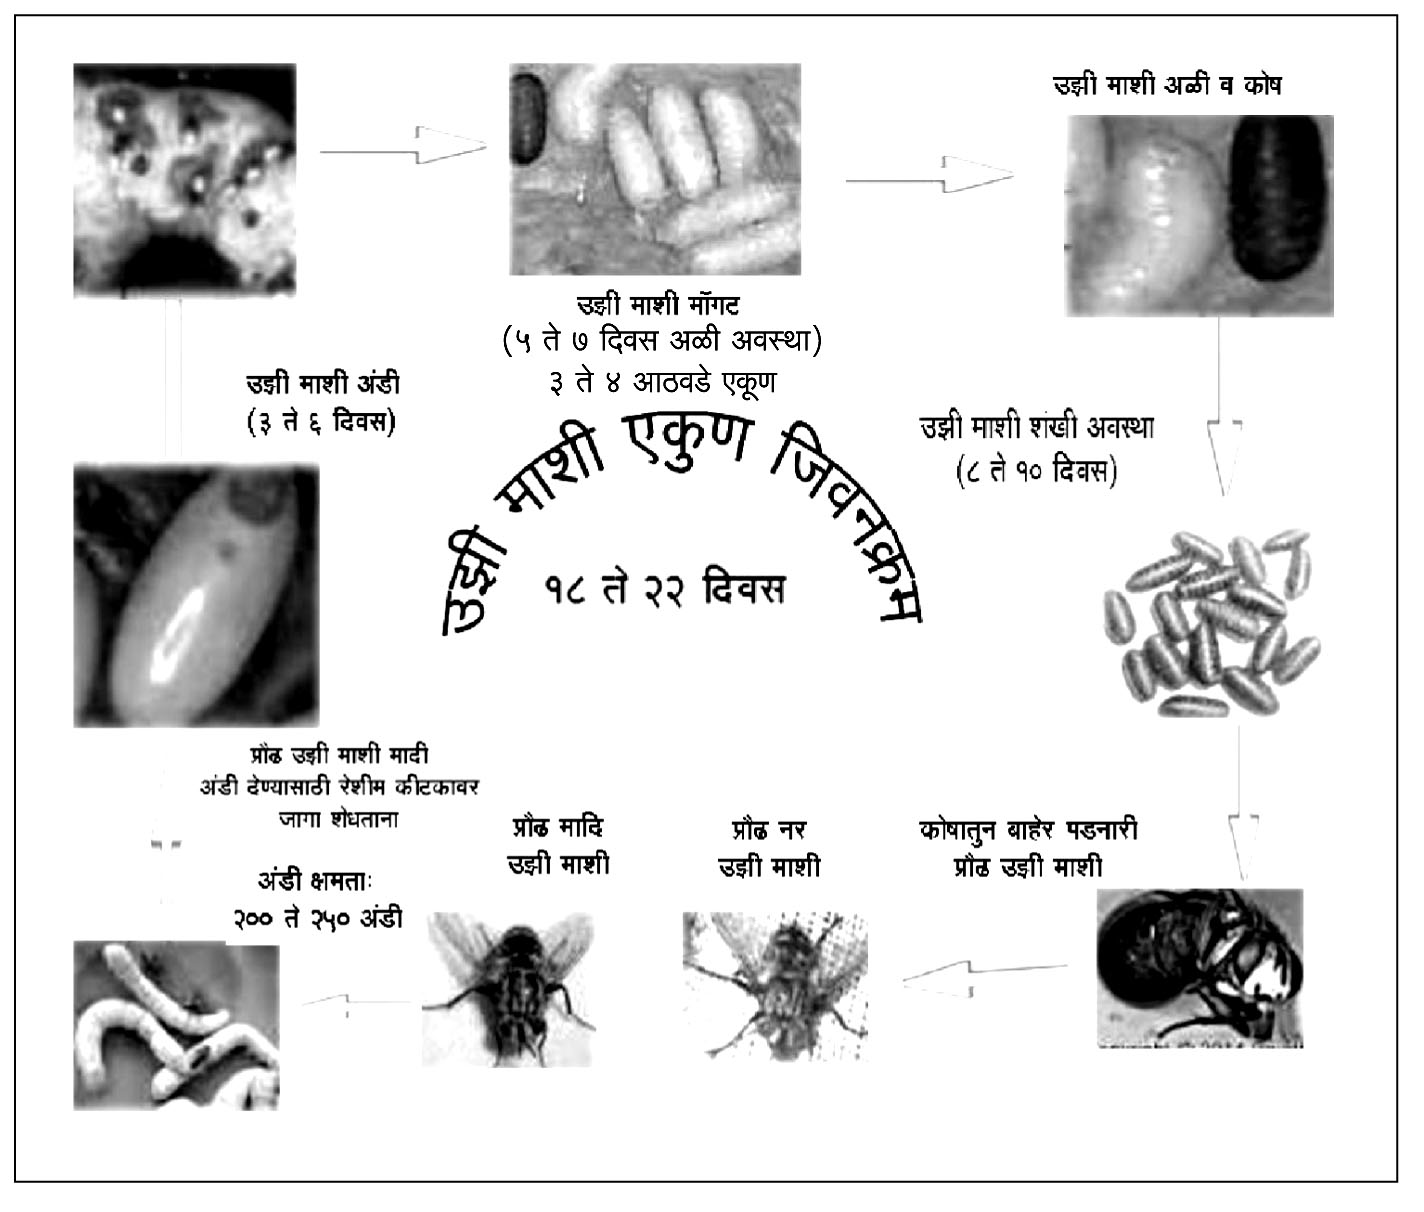 उझी माशी अळी व कोष
उझी माशी मॉगट
(५ ते ७ दिवस अळी अवस्था)
३ ते ४ आठवडे एकूण
उझी माशी अंडी
(३ ते ६ दिवस)
उझी माशी शंखी अवस्था
(८ ते १० दिवस)
उझी माशी एकुण जिवनक्रम
१८ ते २२ दिवस
प्रौढ उझी माशी मादी
अंडी देण्यासाठी रेशीम कीटकावर
जागा शेधताना
अंडी क्षमताः
२०० ते २५० अंडी
प्रौढ मादि
उझी माशी
प्रौढ नर
उझी माशी
कोषातुन बाहेर पडनारी
प्रौढ उझी माशी